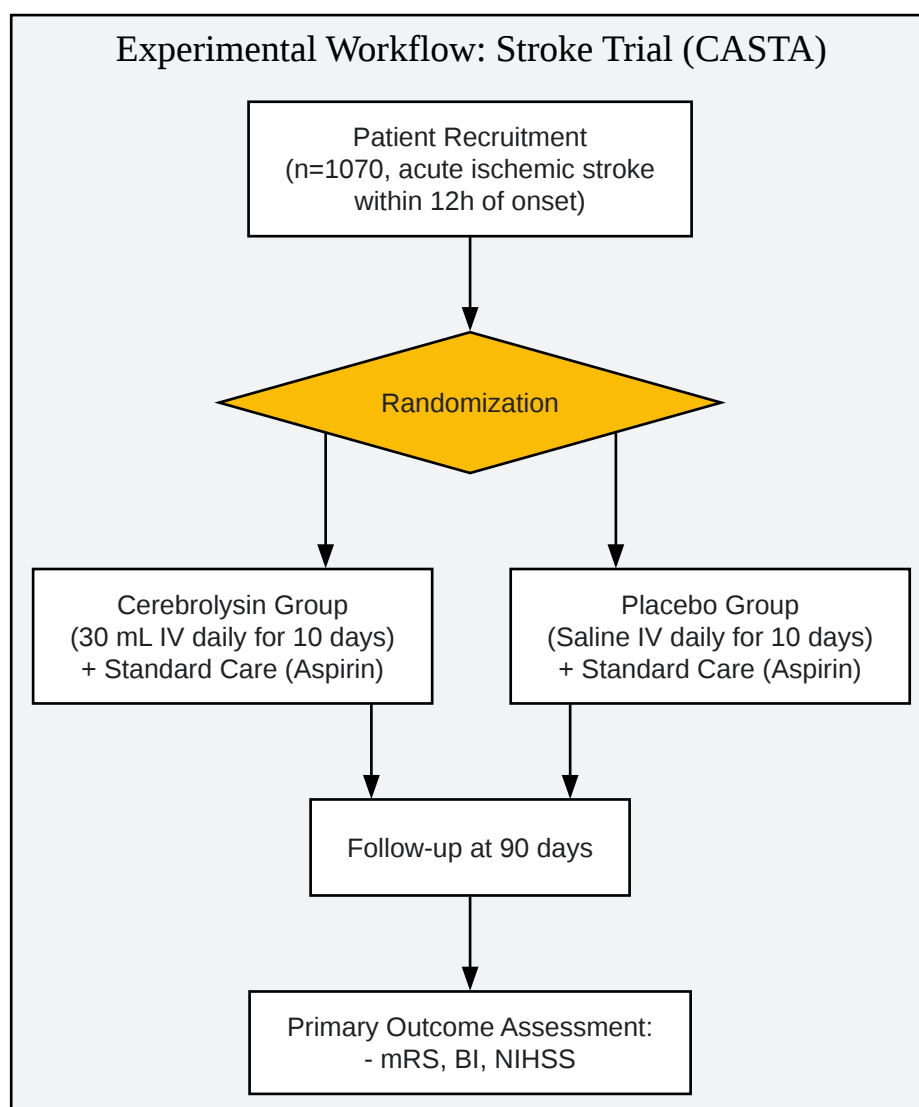 Experimental Workflow: Stroke Trial (CASTA)
Patient Recruitment
(n=1070, acute ischemic stroke
within 12h of onset)
Randomization
Cerebrolysin Group
(30 mL IV daily for 10 days)
+ Standard Care (Aspirin)
Placebo Group
(Saline IV daily for 10 days)
+ Standard Care (Aspirin)
Follow-up at 90 days
Primary Outcome Assessment:
- mRS, BI, NIHSS